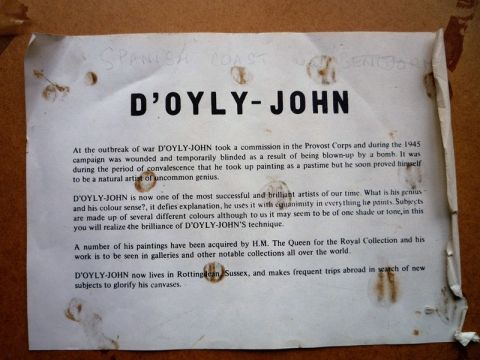 SPANISH COAST
D'OYLY-JOHN
At the outbreak of war D'OYLY-JOHN took a commission in the Provost Corps and during the 1945
campaign was wounded and temporarily blinded as a result of being blown-up by a bomb. It was
during the period of convalescence that he took up painting as a pastime but he soon proved himself
to be a natural artist of uncommon genius.
D'OYLY-JOHN is now one of the most successful and brilliant artists of our time. What is his genius
and his colour sense?, it defies explanation, he uses it with equinimity in everything he paints. Subjects
are made up of several different colours although to us it may seem to be of one shade or tone, in this
you will realize the brilliance of D'OYLY-JOHN'S technique.
A number of his paintings have been acquired by H.M. The Queen for the Royal Collection and his
work is to be seen in galleries and other notable collections all over the world.
D'OYLY-JOHN now lives in Rottingdean, Sussex, and makes frequent trips abroad in search of new
subjects to glorify his canvases.